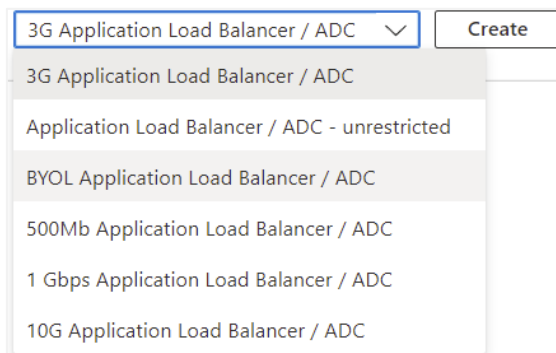 3G Application Load Balancer / ADC
Create
3G Application Load Balancer / ADC
Application Load Balancer / ADC - unrestricted
BYOL Application Load Balancer / ADC
500Mb Application Load Balancer / ADC
1 Gbps Application Load Balancer / ADC
10G Application Load Balancer / ADC